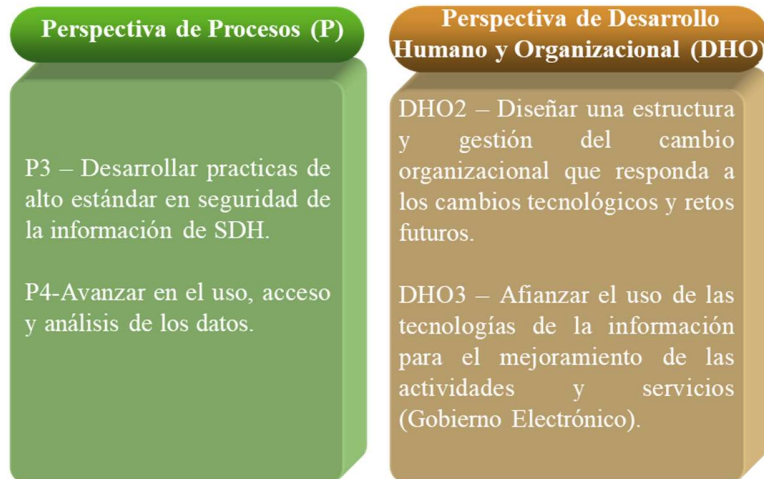 Perspectiva de Procesos (P)
P3 – Desarrollar practicas de
alto estándar en seguridad de
la información de SDH.
P4-Avanzar en el uso, acceso
y análisis de los datos.
Perspectiva de Desarrollo
Humano y Organizacional (DHO)
DHO2 – Diseñar una estructura
y gestión del cambio
organizacional que responda a
los cambios tecnológicos y retos
futuros.
DHO3 – Afianzar el uso de las
tecnologías de la información
para el mejoramiento de las
actividades y servicios
(Gobierno Electrónico).